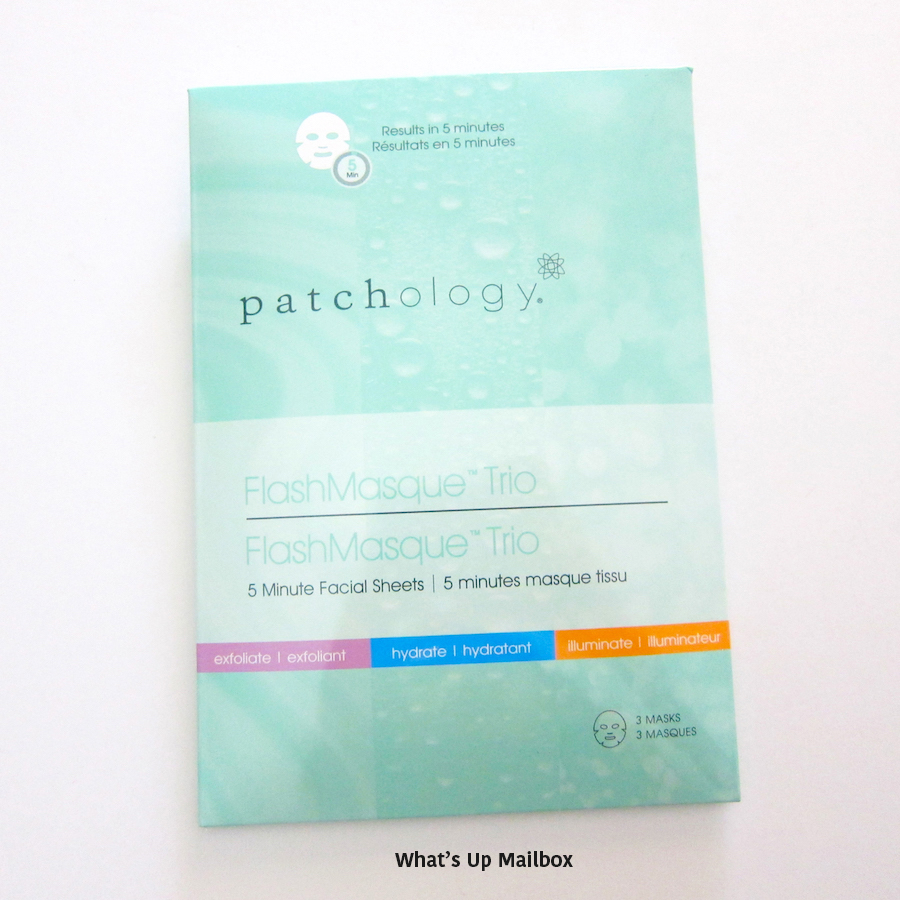 Results in 5 minutes
Résultats en 5 minutes
5
Min
patchology®
FlashMasque™ Trio
FlashMasque™ Trio
5 Minute Facial Sheets | 5 minutes masque tissu
exfoliate | exfoliant
hydrate | hydratant
illuminate | illuminateur
3 MASKS
3 MASQUES
What's Up Mailbox